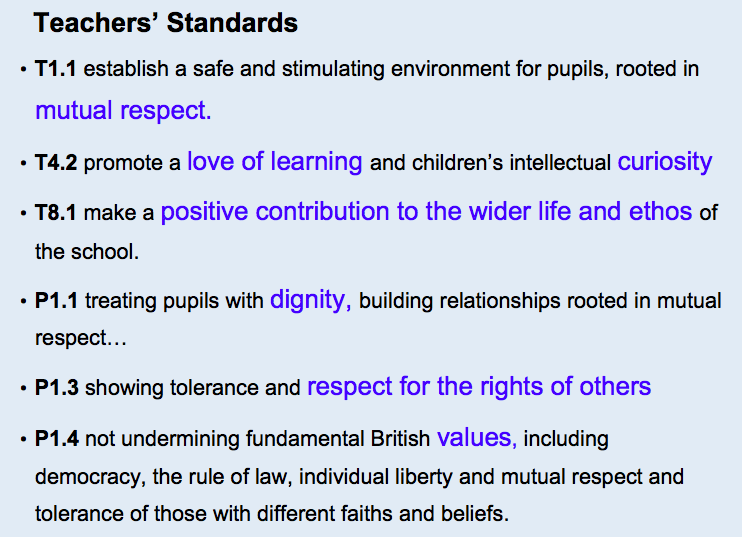 Teachers’ Standards
• T1.1 establish a safe and stimulating environment for pupils, rooted in
mutual respect.
• T4.2 promote a love of learning and children’s intellectual curiosity
• T8.1 make a positive contribution to the wider life and ethos of
the school.
• P1.1 treating pupils with dignity, building relationships rooted in mutual
respect…
• P1.3 showing tolerance and respect for the rights of others
• P1.4 not undermining fundamental British values, including
democracy, the rule of law, individual liberty and mutual respect and
tolerance of those with different faiths and beliefs.